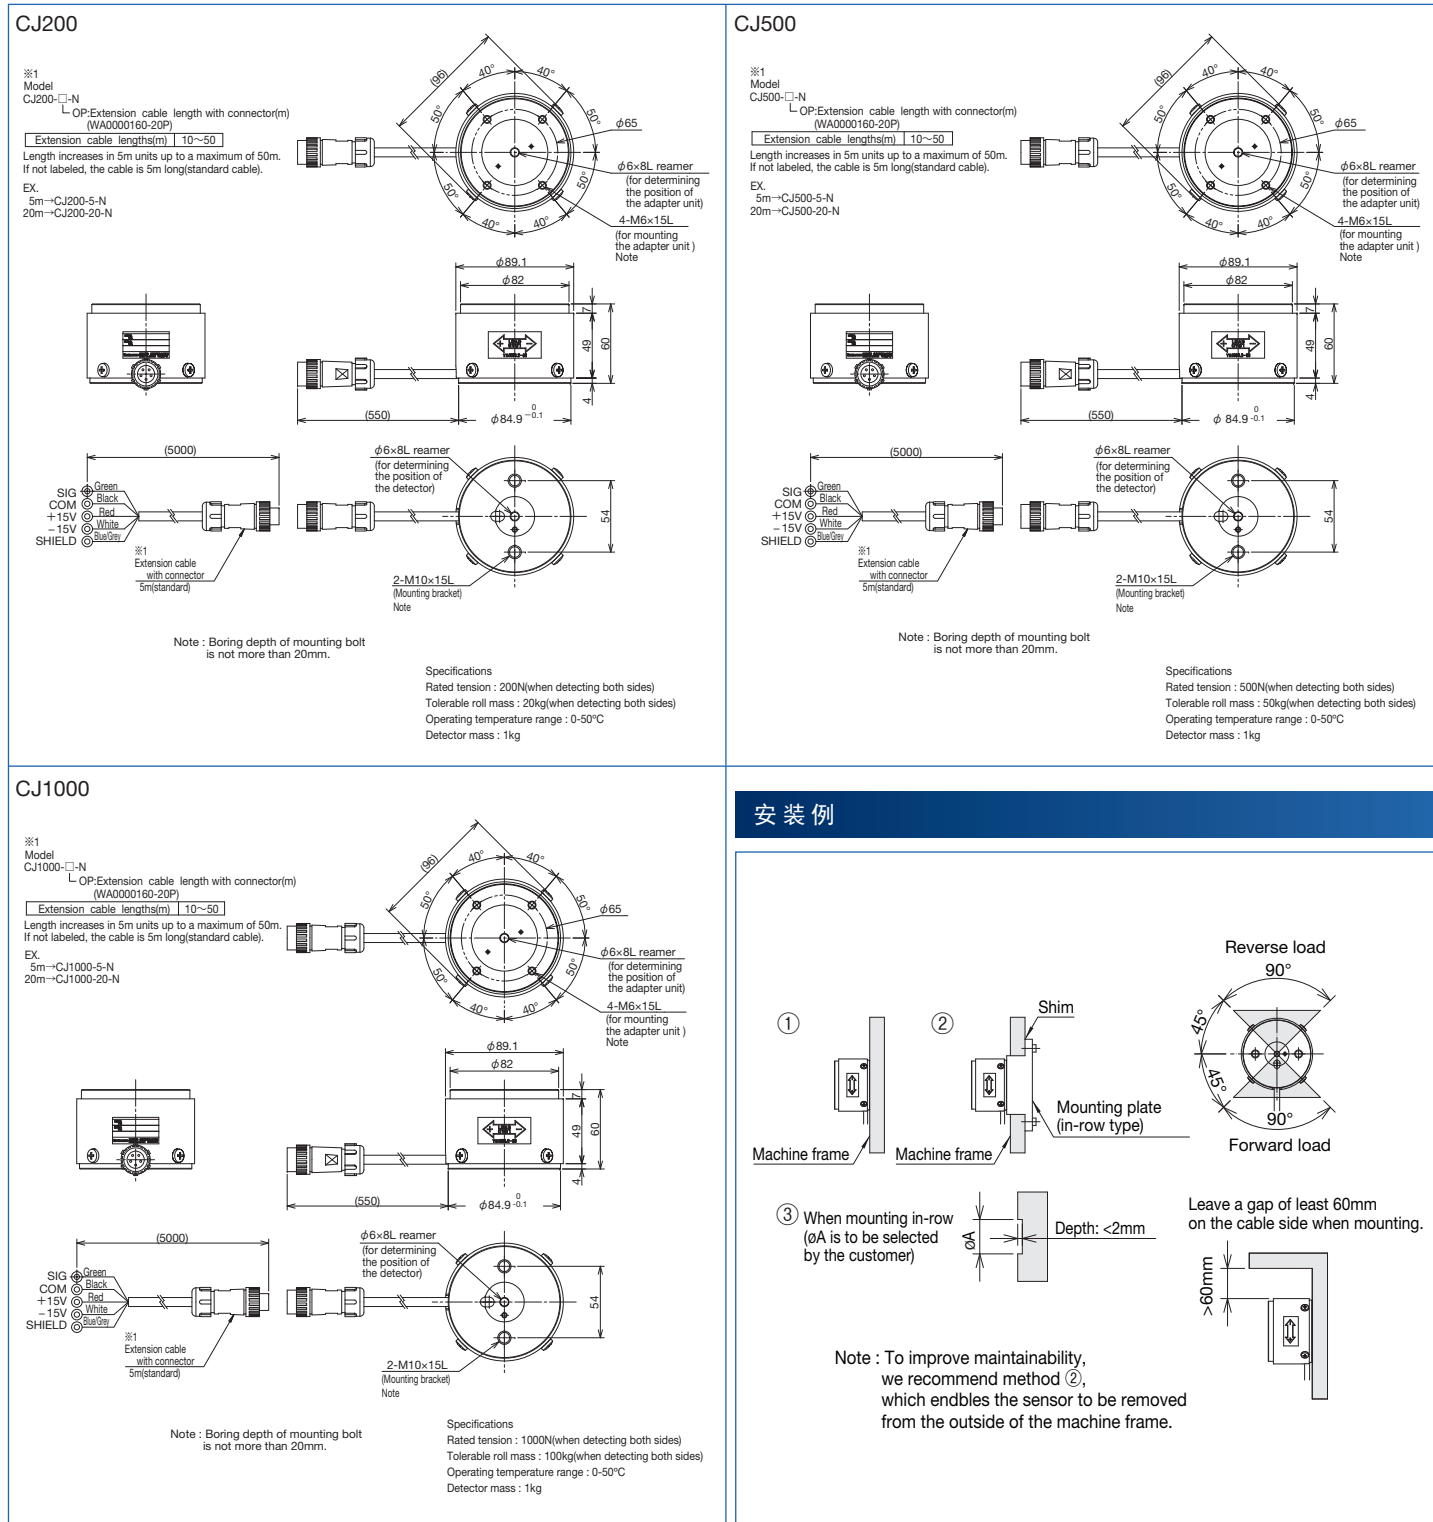 CJ200
※1
Model
CJ200-□-N
OP:Extension cable length with connector(m)
(WA0000160-20P)
Extension cable lengths(m) 10～50
Length increases in 5m units up to a maximum of 50m.
If not labeled, the cable is 5m long(standard cable).
EX.
5m→CJ200-5-N
20m→CJ200-20-N
(96)
40° 40°
50° 50°
50° 50°
40° 40°
φ65
φ6×8L reamer
(for determining
the position of
the adapter unit)
4-M6×15L
(for mounting
the adapter unit )
Note
φ89.1
φ82
7
49
60
4
(550)
φ84.9 0 −0.1
(5000)
SIG Green
COM Black
+15V Red
−15V White
SHIELD Blue/Grey
※1
Extension cable
with connector
5m(standard)
φ6×8L reamer
(for determining
the position of
the detector)
54
2-M10×15L
(Mounting bracket)
Note
Note : Boring depth of mounting bolt
is not more than 20mm.
Specifications
Rated tension : 200N(when detecting both sides)
Tolerable roll mass : 20kg(when detecting both sides)
Operating temperature range : 0-50°C
Detector mass : 1kg
CJ500
※1
Model
CJ500-□-N
OP:Extension cable length with connector(m)
(WA0000160-20P)
Extension cable lengths(m) 10～50
Length increases in 5m units up to a maximum of 50m.
If not labeled, the cable is 5m long(standard cable).
EX.
5m→CJ500-5-N
20m→CJ500-20-N
(96)
40° 40°
50° 50°
50° 50°
40° 40°
φ65
φ6×8L reamer
(for determining
the position of
the adapter unit)
4-M6×15L
(for mounting
the adapter unit )
Note
φ89.1
φ82
7
49
60
4
(550)
φ 84.9 0 -0.1
(5000)
SIG Green
COM Black
+15V Red
−15V White
SHIELD Blue/Grey
※1
Extension cable
with connector
5m(standard)
φ6×8L reamer
(for determining
the position of
the detector)
54
2-M10×15L
(Mounting bracket)
Note
Note : Boring depth of mounting bolt
is not more than 20mm.
Specifications
Rated tension : 500N(when detecting both sides)
Tolerable roll mass : 50kg(when detecting both sides)
Operating temperature range : 0-50°C
Detector mass : 1kg
CJ1000
※1
Model
CJ1000-□-N
OP:Extension cable length with connector(m)
(WA0000160-20P)
Extension cable lengths(m) 10～50
Length increases in 5m units up to a maximum of 50m.
If not labeled, the cable is 5m long(standard cable).
EX.
5m→CJ1000-5-N
20m→CJ1000-20-N
(96)
40° 40°
50° 50°
50° 50°
40° 40°
φ65
φ6×8L reamer
(for determining
the position of
the adapter unit)
4-M6×15L
(for mounting
the adapter unit )
Note
φ89.1
φ82
7
49
60
4
(550)
φ84.9 0 -0.1
(5000)
SIG Green
COM Black
+15V Red
−15V White
SHIELD Blue/Grey
※1
Extension cable
with connector
5m(standard)
φ6×8L reamer
(for determining
the position of
the detector)
54
2-M10×15L
(Mounting bracket)
Note
Note : Boring depth of mounting bolt
is not more than 20mm.
Specifications
Rated tension : 1000N(when detecting both sides)
Tolerable roll mass : 100kg(when detecting both sides)
Operating temperature range : 0-50°C
Detector mass : 1kg
安装例
①
Machine frame
②
Shim
Mounting plate
(in-row type)
Machine frame
Reverse load
90°
45°
45°
90°
Forward load
③ When mounting in-row
(øA is to be selected
by the customer)
øA
Depth: <2mm
Leave a gap of least 60mm
on the cable side when mounting.
>60mm
Note : To improve maintainability,
we recommend method ②,
which endbles the sensor to be removed
from the outside of the machine frame.